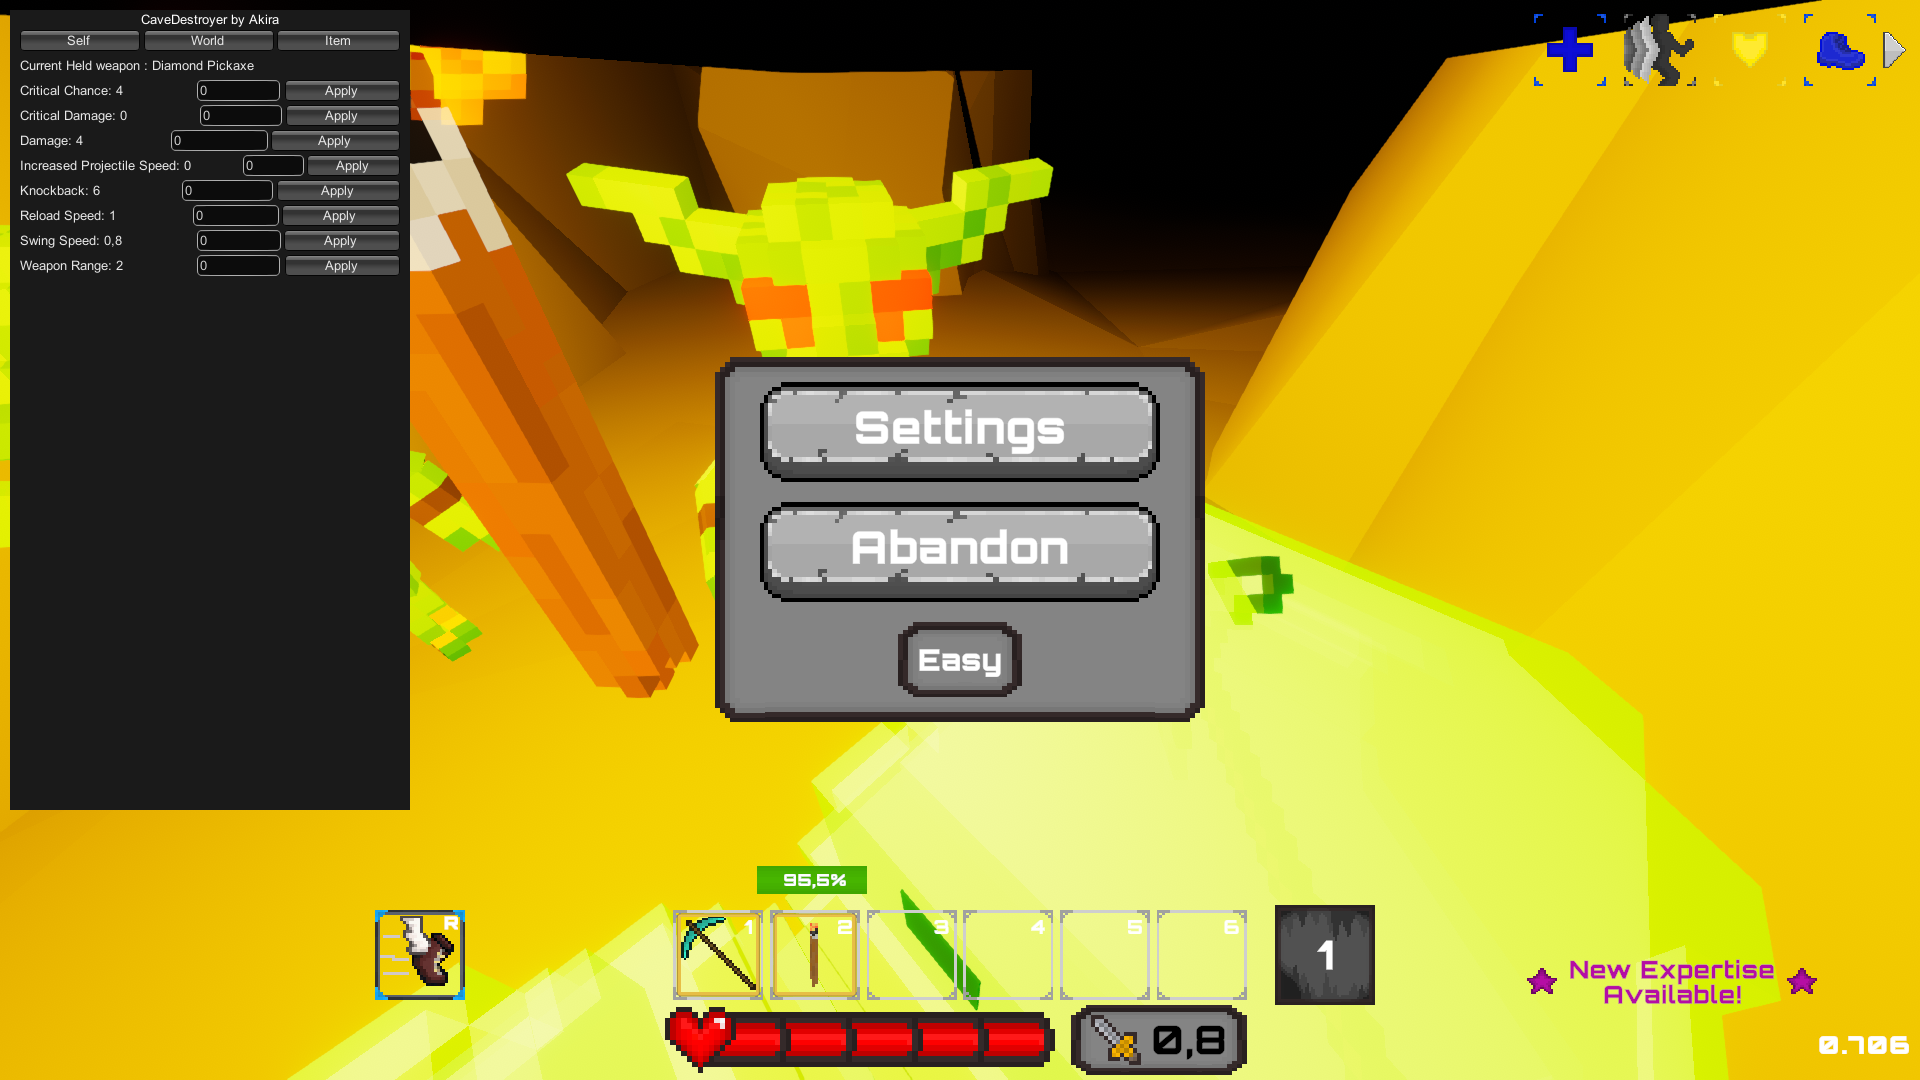 CaveDestroyer by Akira
Self World Item
Current Held weapon : Diamond Pickaxe
Critical Chance: 4 0 Apply
Critical Damage: 0 0 Apply
Damage: 4 0 Apply
Increased Projectile Speed: 0 0 Apply
Knockback: 6 0 Apply
Reload Speed: 1 0 Apply
Swing Speed: 0,8 0 Apply
Weapon Range: 2 0 Apply
Settings
Abandon
Easy
95,5%
R
1 2 3 4 5 6
1
New Expertise
Available!
0,8
0.706